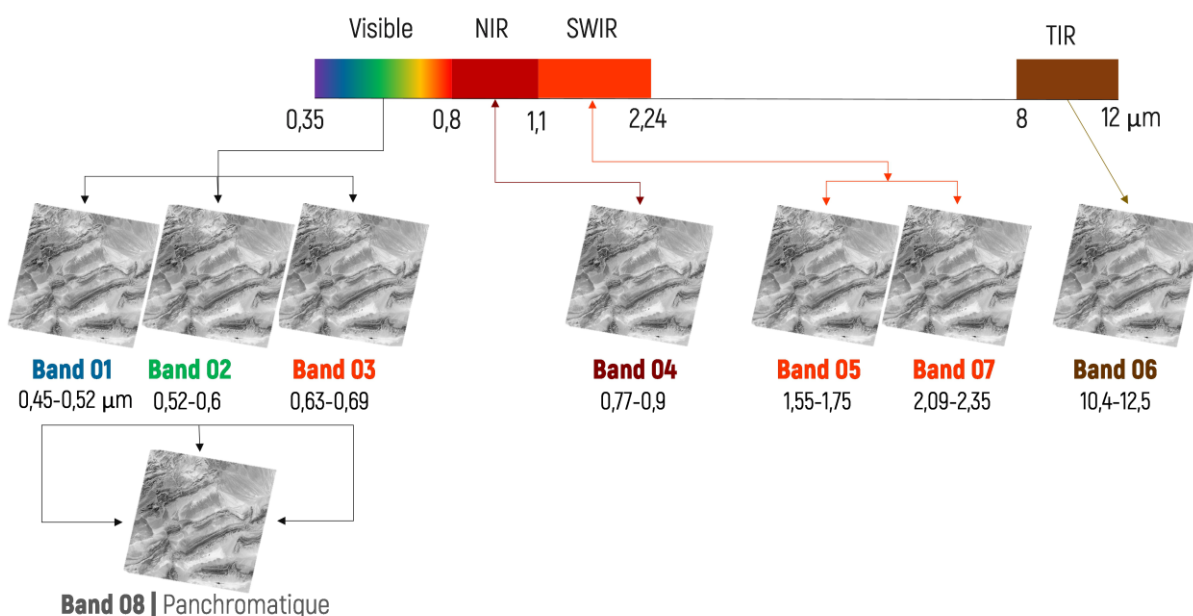 Visible NIR SWIR TIR
0,35 0,8 1,1 2,24 8 12 μm
Band 01 Band 02 Band 03 Band 04 Band 05 Band 07 Band 06
0,45-0,52 μm 0,52-0,6 0,63-0,69 0,77-0,9 1,55-1,75 2,09-2,35 10,4-12,5
Band 08 | Panchromatique